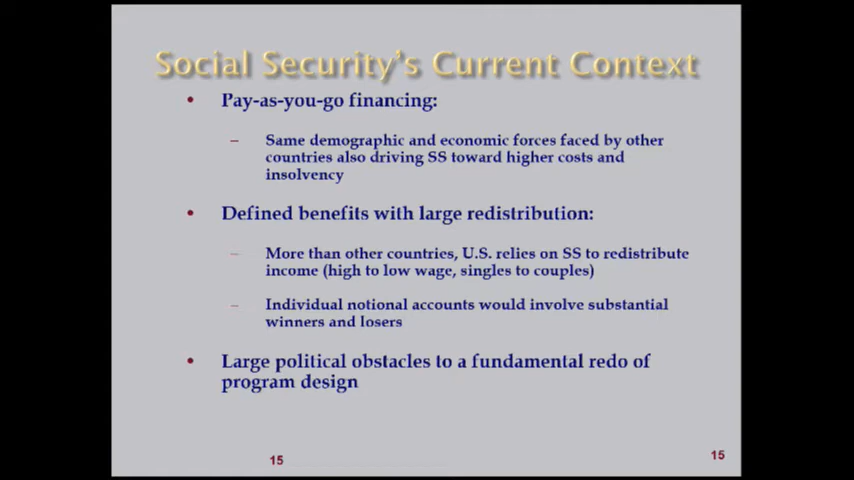 Social Security's Current Context
• Pay-as-you-go financing:
– Same demographic and economic forces faced by other
countries also driving SS toward higher costs and
insolvency
• Defined benefits with large redistribution:
– More than other countries, U.S. relies on SS to redistribute
income (high to low wage, singles to couples)
– Individual notional accounts would involve substantial
winners and losers
• Large political obstacles to a fundamental redo of
program design
15
15